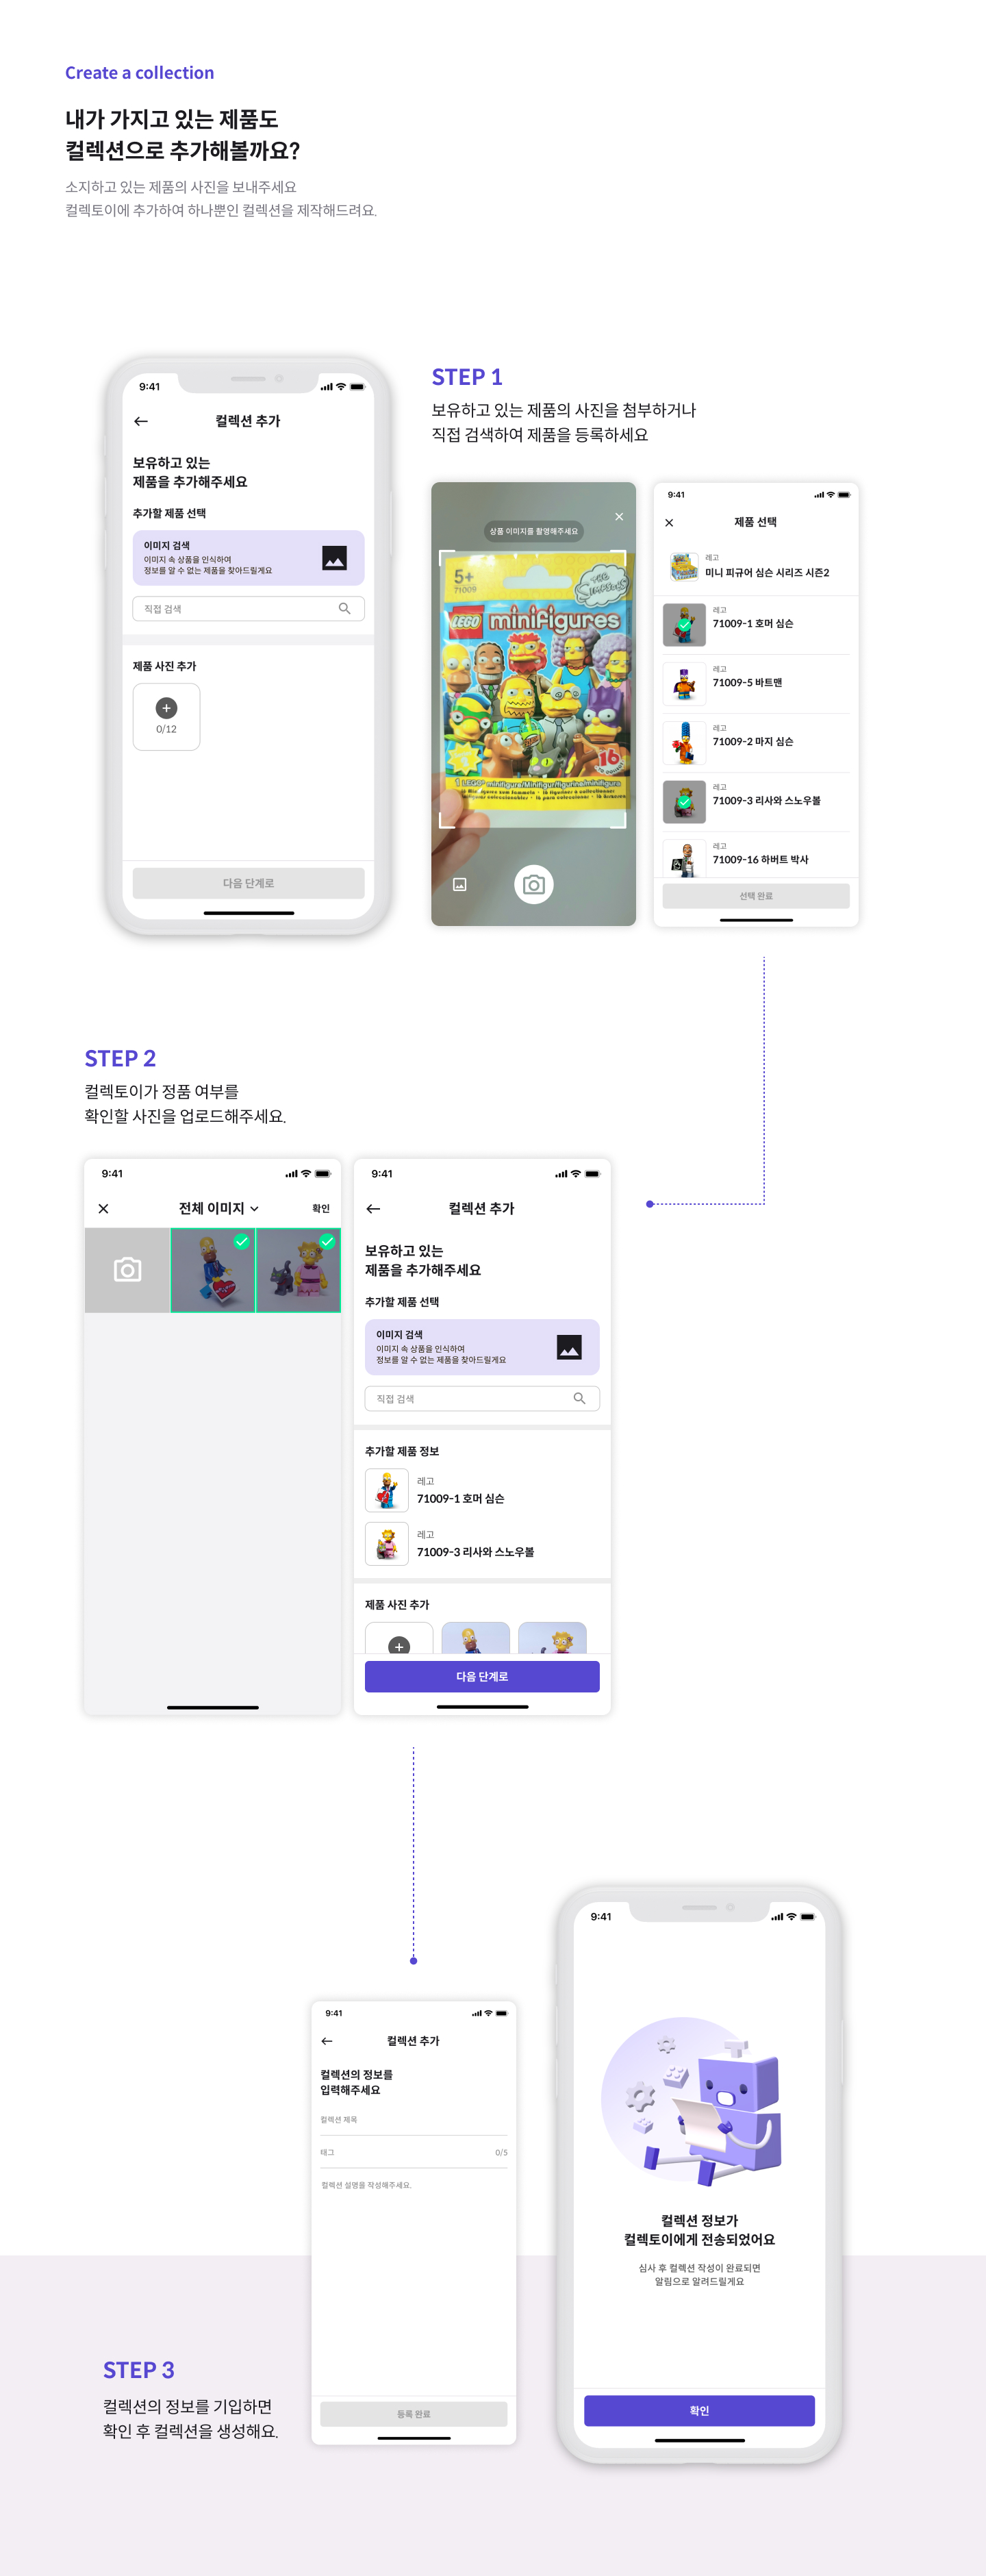 Create a collection
내가 가지고 있는 제품도
컬렉션으로 추가해볼까요?
소지하고 있는 제품의 사진을 보내주세요
컬렉토이에 추가하여 하나뿐인 컬렉션을 제작해드려요.
9:41
컬렉션 추가
보유하고 있는
제품을 추가해주세요
추가할 제품 선택
이미지 검색
이미지 속 상품을 인식하여
정보를 알 수 없는 제품을 찾아드릴게요
직접 검색
제품 사진 추가
0/12
다음 단계로
STEP 1
보유하고 있는 제품의 사진을 첨부하거나
직접 검색하여 제품을 등록하세요
상품 이미지를 촬영해주세요
5+
71009
THE SIMPSONS
LEGO minifigures
16
9:41
제품 선택
레고
미니 피규어 심슨 시리즈 시즌2
레고
71009-1 호머 심슨
레고
71009-5 바트맨
레고
71009-2 마지 심슨
레고
71009-3 리사와 스노우볼
레고
71009-16 하버트 박사
선택 완료
STEP 2
컬렉토이가 정품 여부를
확인할 사진을 업로드해주세요.
9:41
전체 이미지
확인
9:41
컬렉션 추가
보유하고 있는
제품을 추가해주세요
추가할 제품 선택
이미지 검색
이미지 속 상품을 인식하여
정보를 알 수 없는 제품을 찾아드릴게요
직접 검색
추가할 제품 정보
레고
71009-1 호머 심슨
레고
71009-3 리사와 스노우볼
제품 사진 추가
다음 단계로
9:41
컬렉션 추가
컬렉션의 정보를
입력해주세요
컬렉션 제목
태그 0/5
컬렉션 설명을 작성해주세요.
등록 완료
9:41
컬렉션 정보가
컬렉토이에게 전송되었어요
심사 후 컬렉션 작성이 완료되면
알림으로 알려드릴게요
확인
STEP 3
컬렉션의 정보를 기입하면
확인 후 컬렉션을 생성해요.